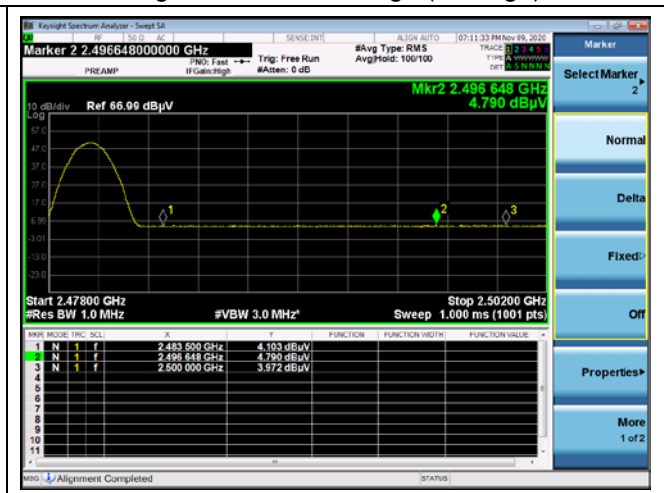 Keysight Spectrum Analyzer - Swept SA
RF 50 Ω AC SENSE:INT ALIGN AUTO 07:11:33 PM Nov 09, 2020
Marker 2 2.496648000000 GHz
PREAMP
PNO: Fast
IFGain:High
Trig: Free Run
#Atten: 0 dB
#Avg Type: RMS
Avg|Hold: 100/100
TRACE 1 2 3 4 5 6
TYPE A WWWWW
DET A S N N N N
Mkr2 2.496 648 GHz
4.790 dBµV
10 dB/div Ref 66.99 dBµV
Log
57.0
47.0
37.0
27.0
17.0
6.99
-3.01
-13.0
-23.0
1
2
3
Start 2.47800 GHz Stop 2.50200 GHz
#Res BW 1.0 MHz #VBW 3.0 MHz* Sweep 1.000 ms (1001 pts)
MKR MODE TRC SCL X Y FUNCTION FUNCTION WIDTH FUNCTION VALUE
1 N 1 f 2.483 500 GHz 4.103 dBµV
2 N 1 f 2.496 648 GHz 4.790 dBµV
3 N 1 f 2.500 000 GHz 3.972 dBµV
4
5
6
7
8
9
10
11
MSG Alignment Completed STATUS
Marker
Select Marker
2
Normal
Delta
Fixed
Off
Properties
More
1 of 2